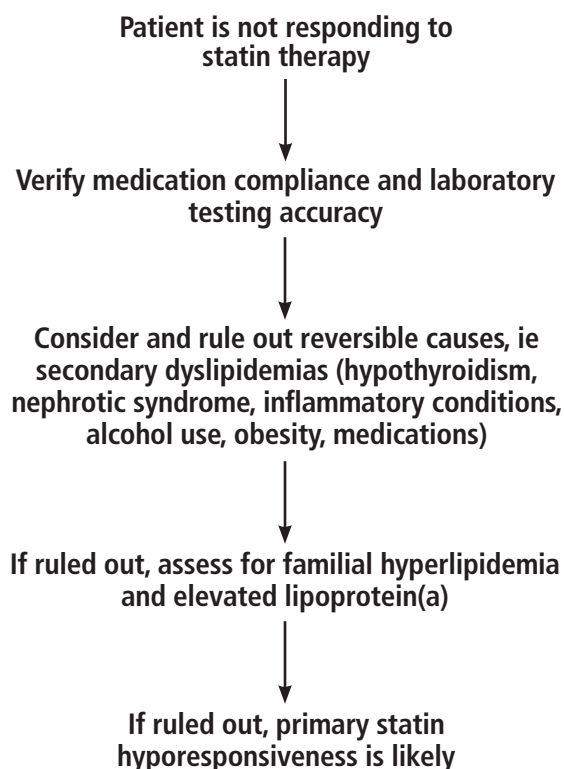 Patient is not responding to
statin therapy
Verify medication compliance and laboratory
testing accuracy
Consider and rule out reversible causes, ie
secondary dyslipidemias (hypothyroidism,
nephrotic syndrome, inflammatory conditions,
alcohol use, obesity, medications)
If ruled out, assess for familial hyperlipidemia
and elevated lipoprotein(a)
If ruled out, primary statin
hyporesponsiveness is likely